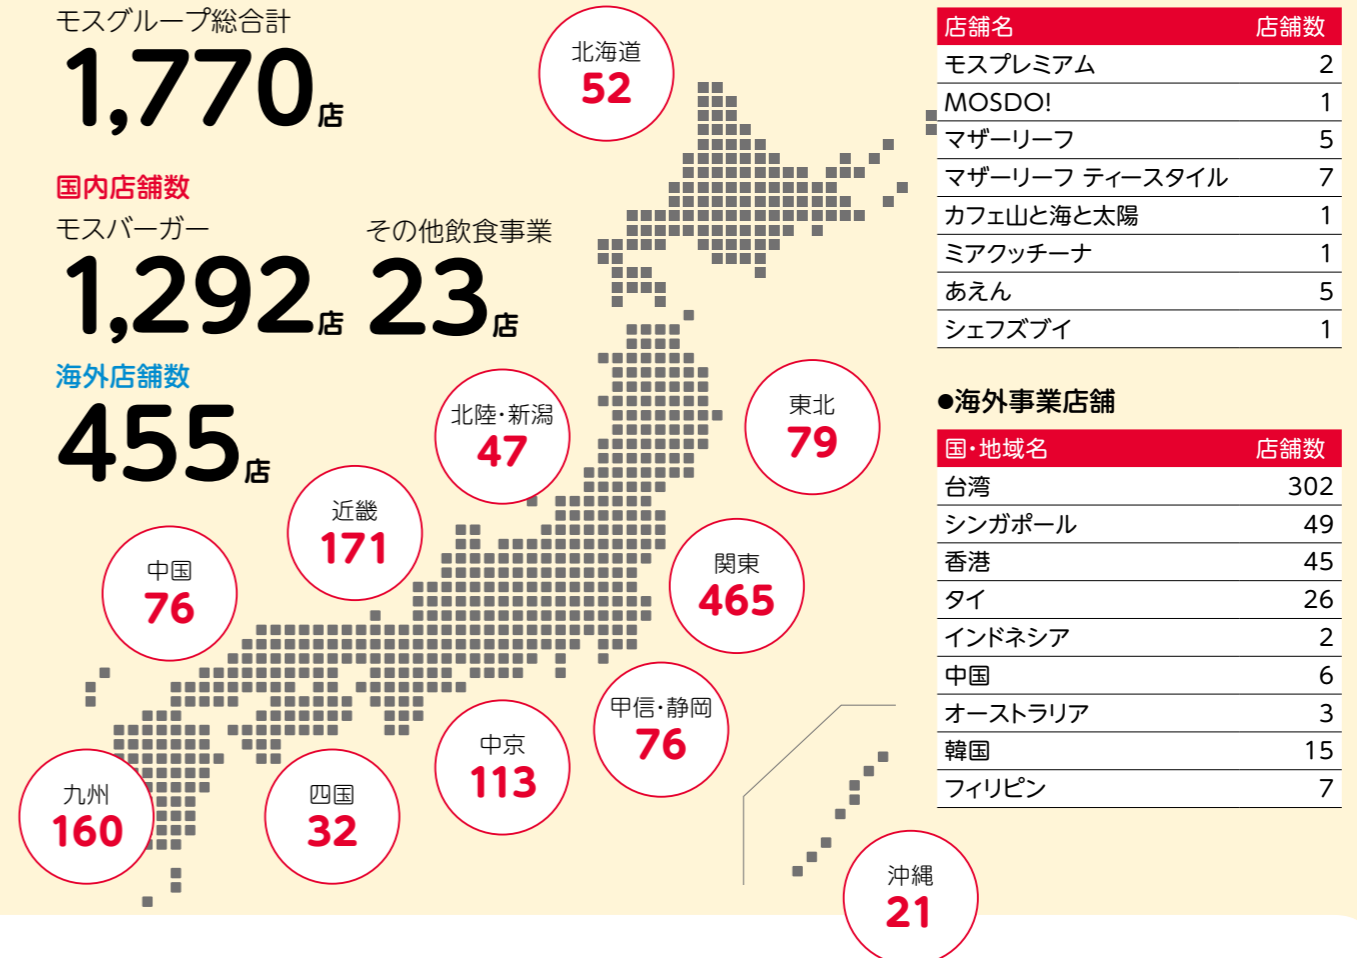 モスグループ総合計
1,770店
国内店舗数
モスバーガー
1,292店
その他飲食事業
23店
海外店舗数
455店
北海道
52
東北
79
北陸・新潟
47
近畿
171
関東
465
中国
76
甲信・静岡
76
中京
113
四国
32
九州
160
沖縄
21
店舗名 店舗数
モスプレミアム 2
MOSDO! 1
マザーリーフ 5
マザーリーフ ティースタイル 7
カフェ山と海と太陽 1
ミアクッチーナ 1
あえん 5
シェフズブイ 1
●海外事業店舗
国・地域名 店舗数
台湾 302
シンガポール 49
香港 45
タイ 26
インドネシア 2
中国 6
オーストラリア 3
韓国 15
フィリピン 7